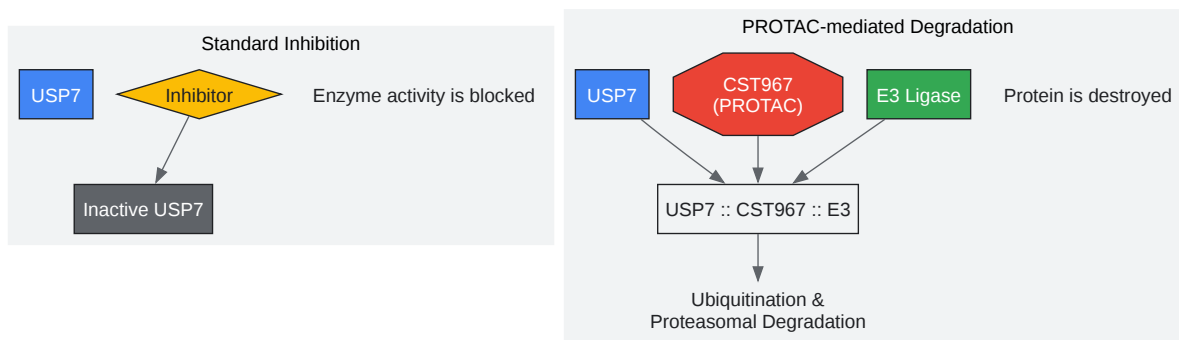 Standard Inhibition
USP7
Inhibitor
Enzyme activity is blocked
Inactive USP7
PROTAC-mediated Degradation
USP7
CST967
(PROTAC)
E3 Ligase
Protein is destroyed
USP7 :: CST967 :: E3
Ubiquitination &
Proteasomal Degradation